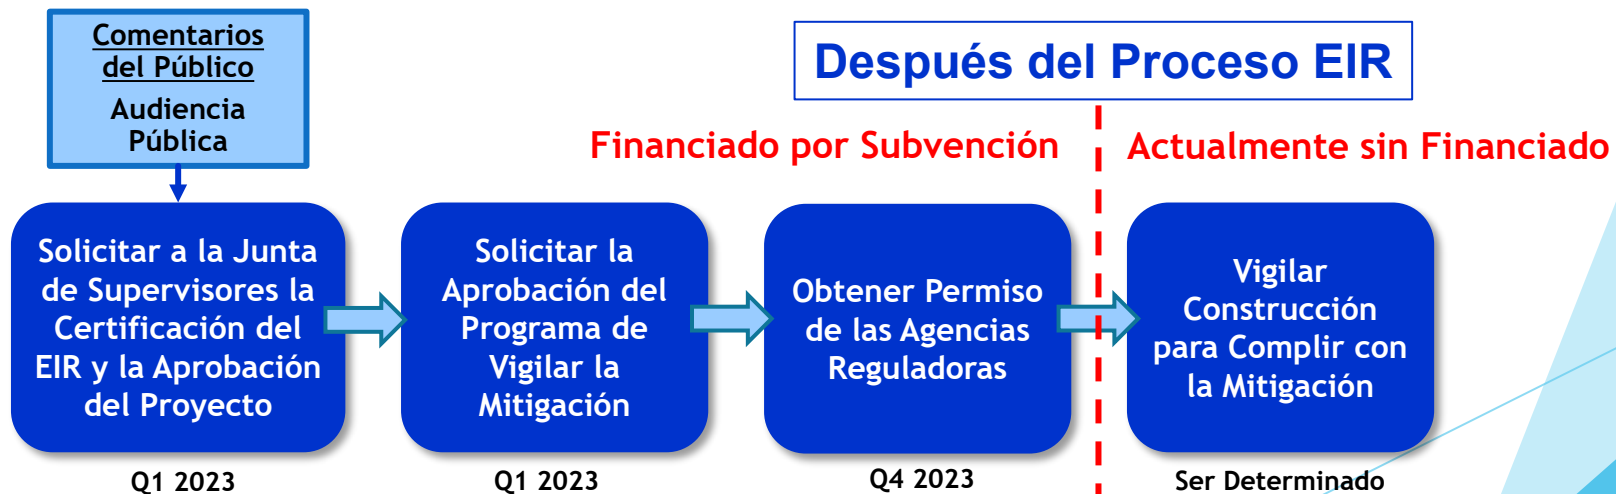 Comentarios
del Público
Audiencia
Pública
Después del Proceso EIR
Financiado por Subvención
Actualmente sin Financiado
Solicitar a la Junta
de Supervisores la
Certificación del
EIR y la Aprobación
del Proyecto
Solicitar la
Aprobación del
Programa de
Vigilar la
Mitigación
Obtener Permiso
de las Agencias
Reguladoras
Vigilar
Construcción
para Complir con
la Mitigación
Q1 2023
Q1 2023
Q4 2023
Ser Determinado